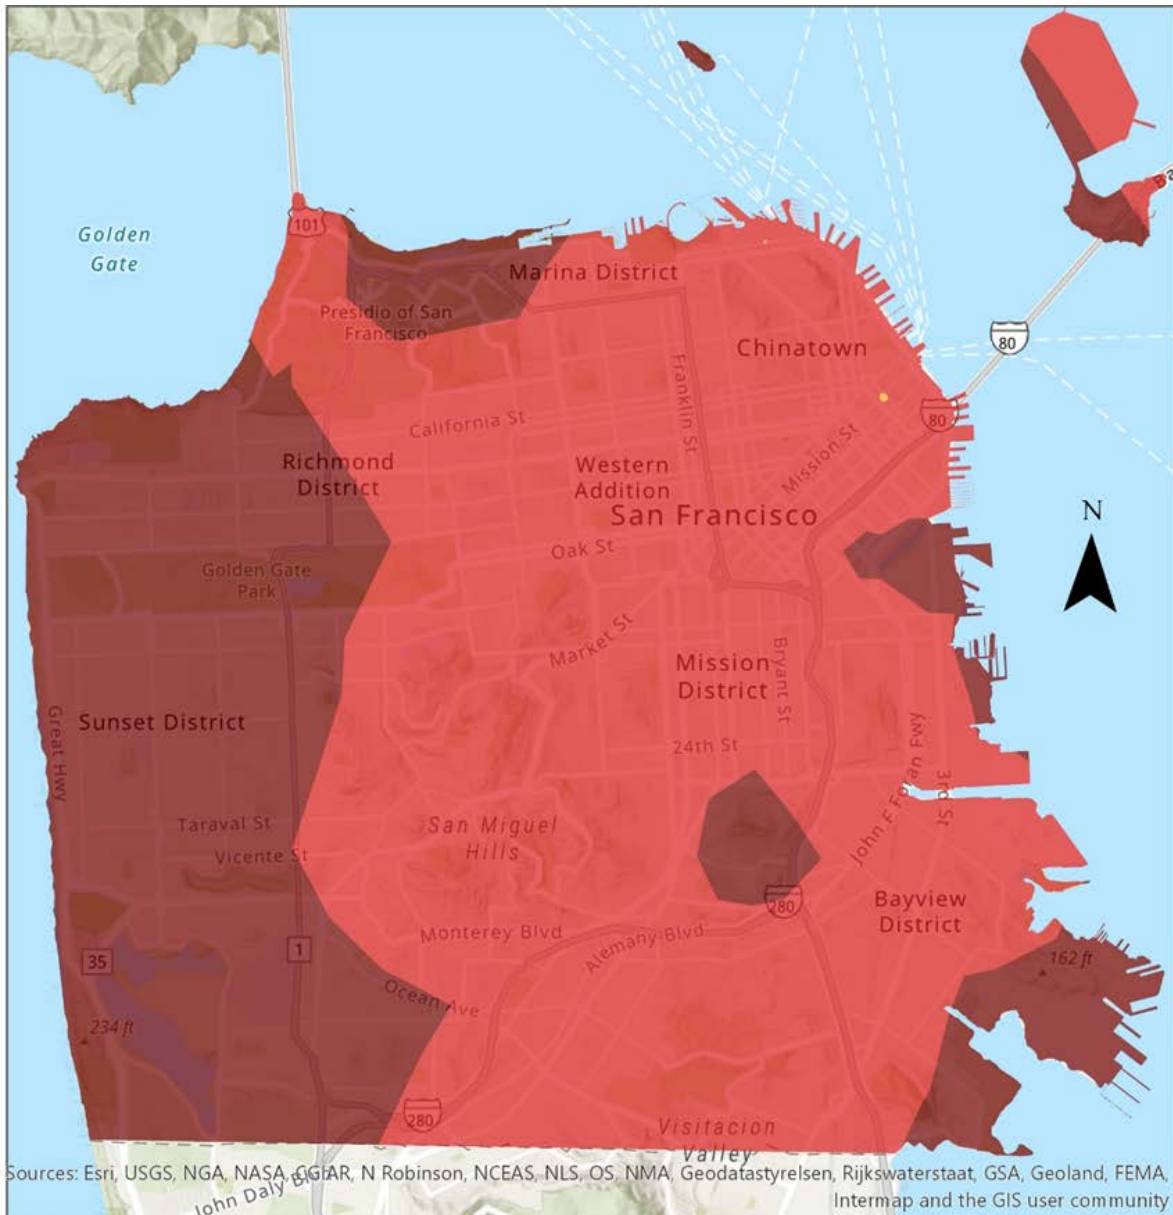 101
Golden
Gate
Marina District
Presidio of San
Francisco
Chinatown
80
80
Franklin St
California St
Mission St
Richmond
District
Western
Addition
San Francisco
N
Oak St
Golden Gate
Park
Market St
Bryant St
Mission
District
Sunset District
Great Hwy
24th St
John F Foran Fwy
3rd St
Taraval St
Vicente St
San Miguel
Hills
280
Bayview
District
Monterey Blvd
Alemany Blvd
1
35
162 ft
Ocean Ave
234 ft
280
Visitacion
Valley
Sources: Esri, USGS, NGA, NASA, CGIAR, N Robinson, NCEAS, NLS, OS, NMA, Geodatastyrelsen, Rijkswaterstaat, GSA, Geoland, FEMA,
Intermap and the GIS user community
John Daly Blvd